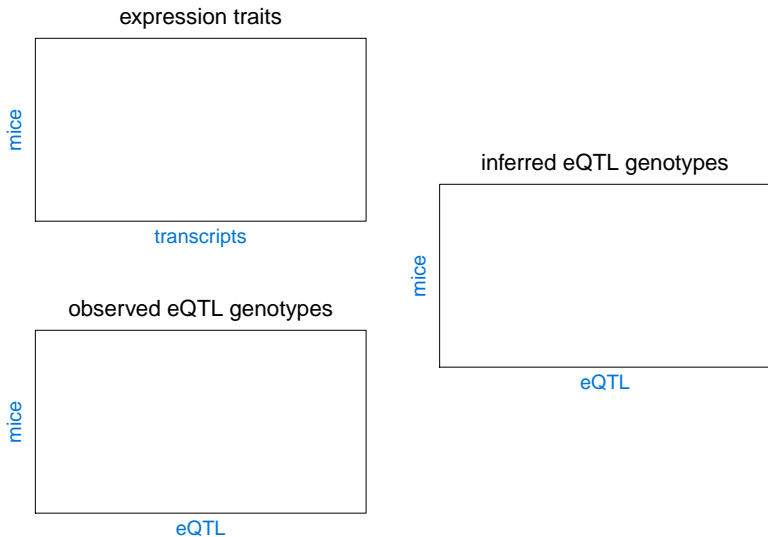 expression traits
mice
transcripts
observed eQTL genotypes
mice
eQTL
inferred eQTL genotypes
mice
eQTL